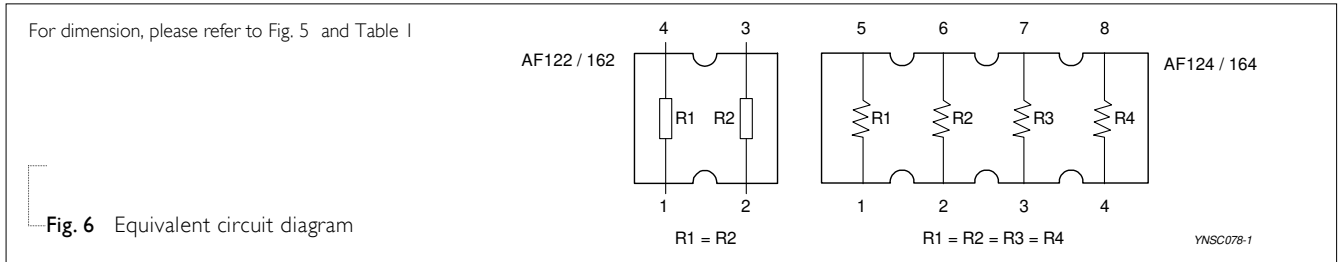 For dimension, please refer to Fig. 5 and Table 1
4 3
AF122 / 162
R1 R2
1 2
R1 = R2
5 6 7 8
AF124 / 164
R1 R2 R3 R4
1 2 3 4
R1 = R2 = R3 = R4
Fig. 6 Equivalent circuit diagram
YNSC078-1